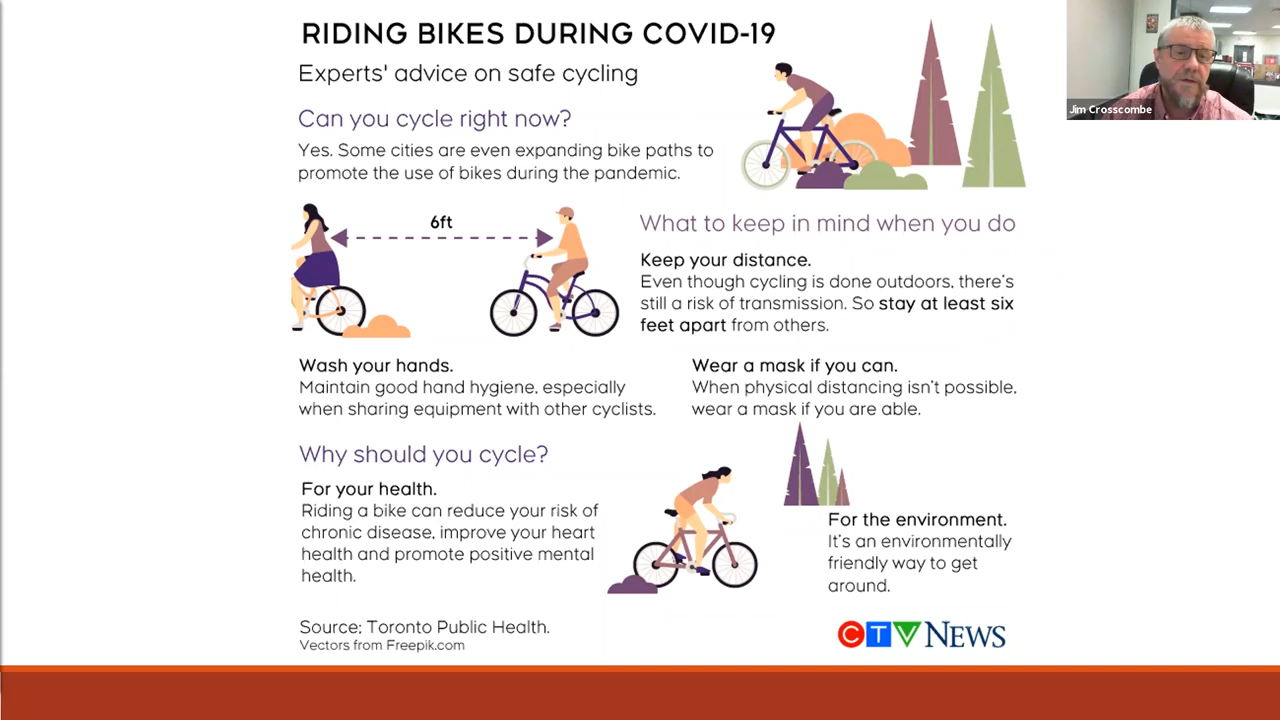 RIDING BIKES DURING COVID-19
Experts' advice on safe cycling
Can you cycle right now?
Yes. Some cities are even expanding bike paths to
promote the use of bikes during the pandemic.
6ft
What to keep in mind when you do
Keep your distance.
Even though cycling is done outdoors, there's
still a risk of transmission. So stay at least six
feet apart from others.
Wash your hands.
Maintain good hand hygiene, especially
when sharing equipment with other cyclists.
Wear a mask if you can.
When physical distancing isn't possible,
wear a mask if you are able.
Why should you cycle?
For your health.
Riding a bike can reduce your risk of
chronic disease, improve your heart
health and promote positive mental
health.
For the environment.
It's an environmentally
friendly way to get
around.
Source: Toronto Public Health.
Vectors from Freepik.com
CTV NEWS
Jim Crosscombe